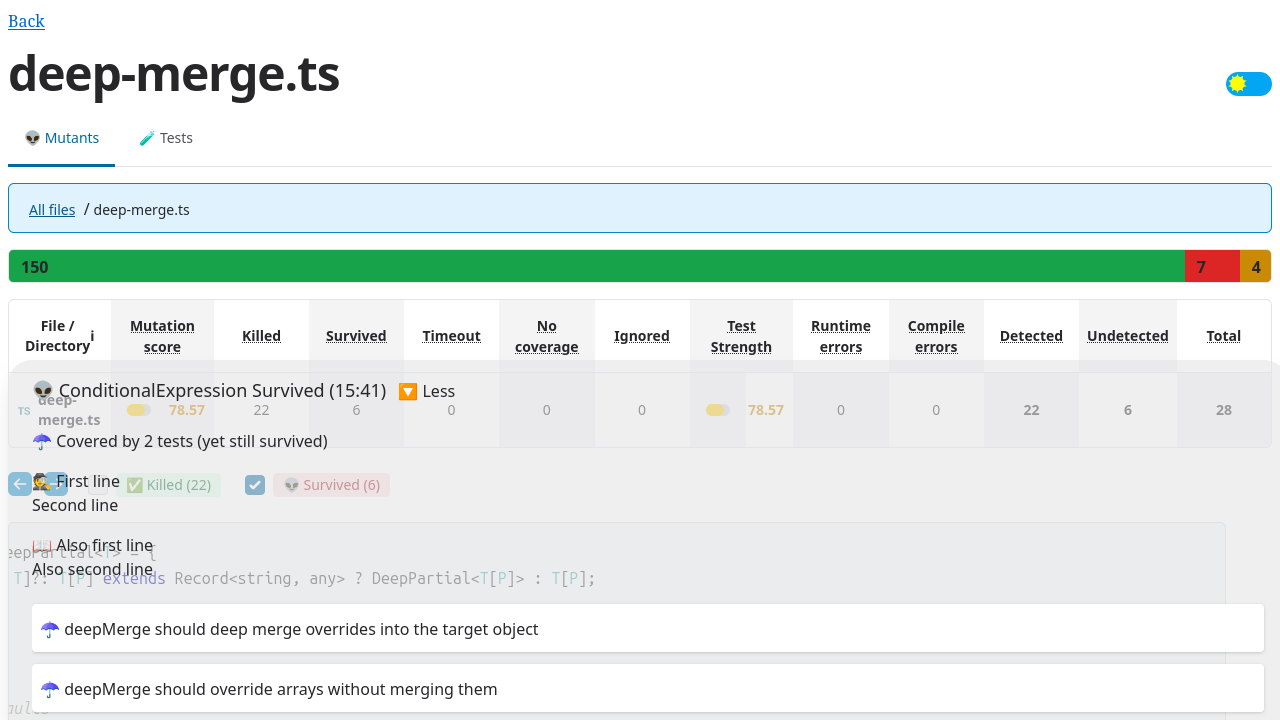 Back
deep-merge.ts
👽 Mutants
🧪 Tests
All files / deep-merge.ts
150
7
4
File / Directory
i
Mutation score
Killed
Survived
Timeout
No coverage
Ignored
Test Strength
Runtime errors
Compile errors
Detected
Undetected
Total
👽 ConditionalExpression Survived (15:41) 🔽 Less
TS deep-merge.ts 78.57 22 6 0 0 0 78.57 0 0 22 6 28
☂️ Covered by 2 tests (yet still survived)
🕵️ First line
✅ Killed (22)
👽 Survived (6)
Second line
📖 Also first line
eepPartial<T> = {
Also second line
T]?: T[P] extends Record<string, any> ? DeepPartial<T[P]> : T[P];
☂️ deepMerge should deep merge overrides into the target object
☂️ deepMerge should override arrays without merging them